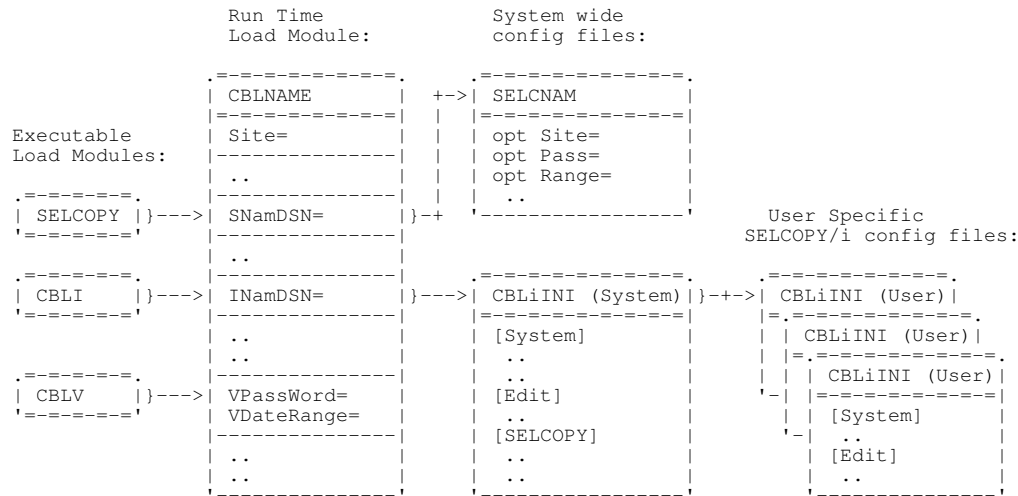 Run Time             System wide
Load Module:         config files:
CBLNAME    +->  SELCNAM
Executable    Site=    opt Site=
Load Modules:    opt Pass=
..    opt Range=
SELCOPY |}--->| SNamDSN=    |}-+    ..    User Specific
SELCOPY/i config files:
..
CBLI    |}--->| INamDSN=    |}--->| CBLiINI (System)|}-+->| CBLiINI (User)|
..    [System]    CBLiINI (User)|
..    ..
..    CBLiINI (User)|
CBLV    |}--->| VPassWord=    [Edit]
VDateRange=    ..    [System]
[SELCOPY]    ..
..    ..    [Edit]
..    ..    ..